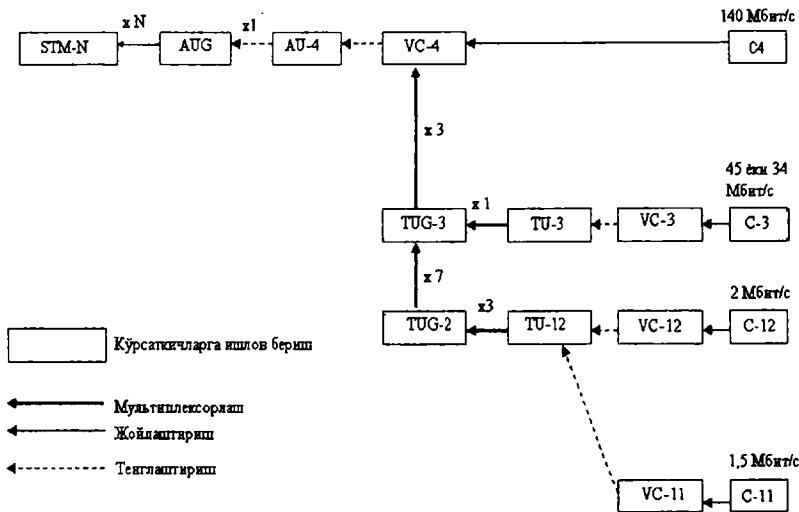 140 Мбит/с
x N
x1
STM-N
AUG
AU-4
VC-4
C4
x 3
45 ёки 34
Мбит/с
x 1
TUG-3
TU-3
VC-3
C-3
x 7
2 Мбит/с
x3
TUG-2
TU-12
VC-12
C-12
Кўрсаткичларга ишлов бериш
Мультиплексорлаш
Жойлаштириш
Тенглаштириш
1,5 Мбит/с
VC-11
C-11